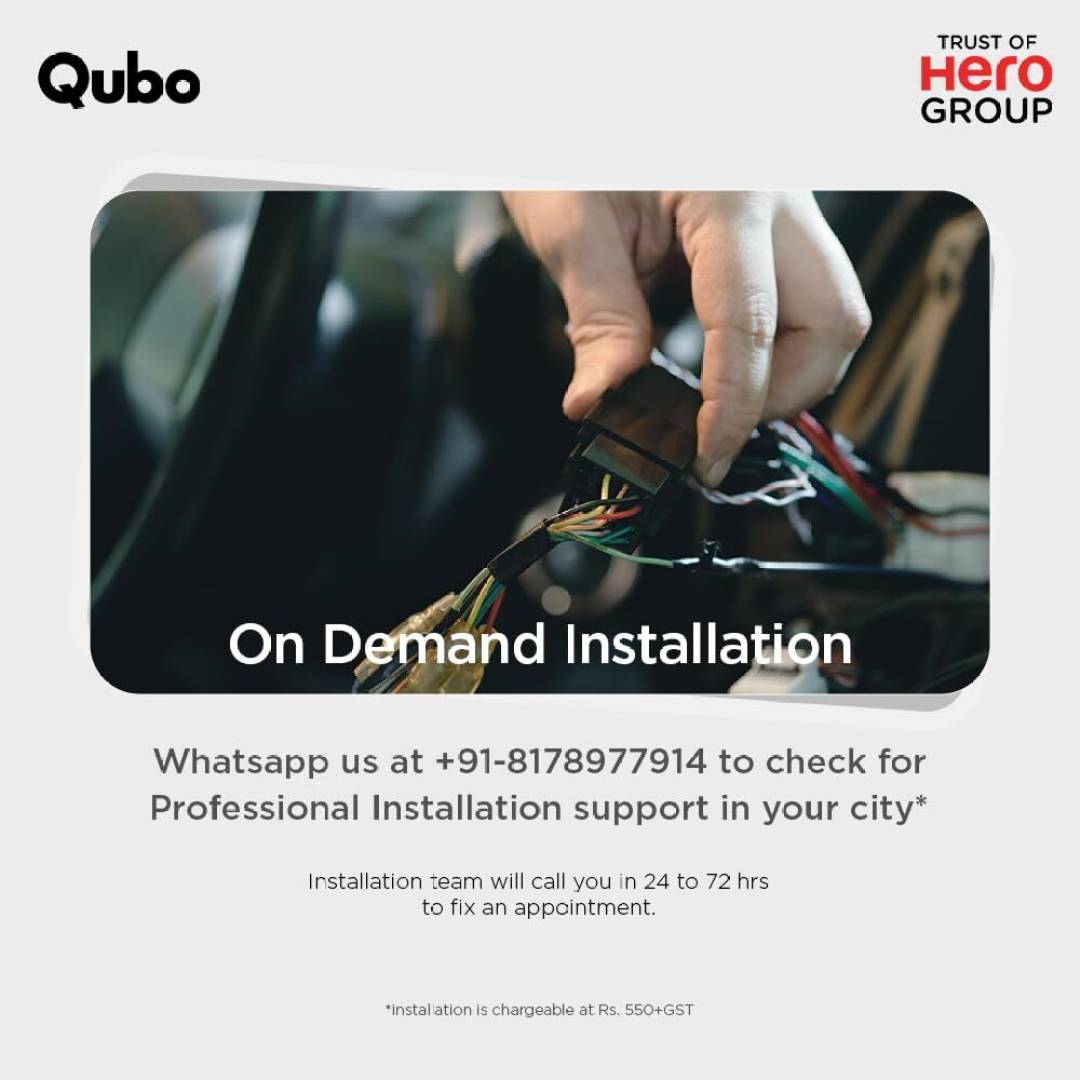 Qubo
TRUST OF
Hero
GROUP
On Demand Installation
Whatsapp us at +91-8178977914 to check for
Professional Installation support in your city*
Installation team will call you in 24 to 72 hrs
to fix an appointment.
*installation is chargeable at Rs. 550+GST